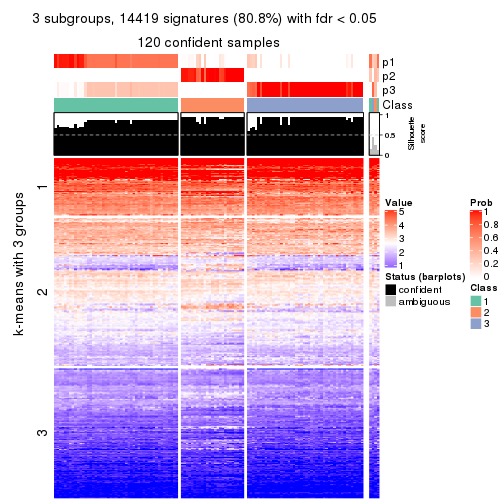 3 subgroups, 14419 signatures (80.8%) with fdr < 0.05
120 confident samples
p1
p2
p3
Class
1
0.5
0
Silhouette
score
k-means with 3 groups
1
2
3
Value
5
4
3
2
1
Status (barplots)
confident
ambiguous
Prob
1
0.8
0.6
0.4
0.2
0
Class
1
2
3